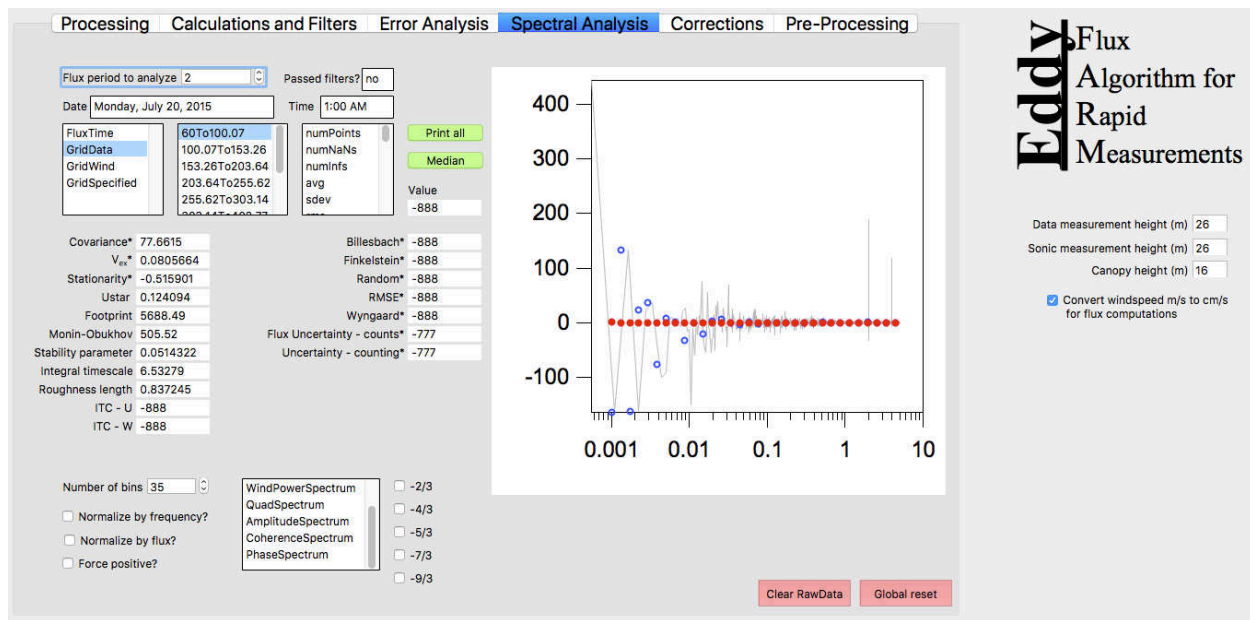 Processing Calculations and Filters Error Analysis Spectral Analysis Corrections Pre-Processing
Flux period to analyze 2 Passed filters? no
Date Monday, July 20, 2015 Time 1:00 AM
FluxTime
GridData
GridWind
GridSpecified
60To100.07
100.07To153.26
153.26To203.64
203.64To255.62
255.62To303.14
numPoints
numNaNs
numInfs
avg
sdev
Print all
Median
Value
-888
Covariance* 77.6615
Vex* 0.0805664
Stationarity* -0.515901
Ustar 0.124094
Footprint 5688.49
Monin-Obukhov 505.52
Stability parameter 0.0514322
Integral timescale 6.53279
Roughness length 0.837245
ITC - U -888
ITC - W -888
Billesbach* -888
Finkelstein* -888
Random* -888
RMSE* -888
Wyngaard* -888
Flux Uncertainty - counts* -777
Uncertainty - counting* -777
Number of bins 35
Normalize by frequency?
Normalize by flux?
Force positive?
WindPowerSpectrum
QuadSpectrum
AmplitudeSpectrum
CoherenceSpectrum
PhaseSpectrum
-2/3
-4/3
-5/3
-7/3
-9/3
400
300
200
100
0
-100
0.001 0.01 0.1 1 10
Clear RawData Global reset
Eddy
Flux
Algorithm for
Rapid
Measurements
Data measurement height (m) 26
Sonic measurement height (m) 26
Canopy height (m) 16
Convert windspeed m/s to cm/s
for flux computations